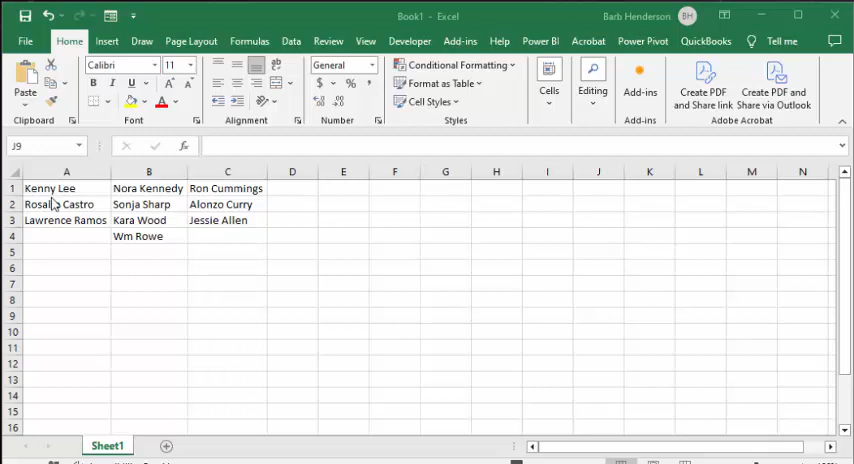 Book1 - Excel
Barb Henderson BH
File Home Insert Draw Page Layout Formulas Data Review View Developer Add-ins Help Power BI Acrobat Power Pivot QuickBooks Tell me
Calibri 11 General Conditional Formatting
Paste B I U A A $ % Format as Table Cells Editing Add-ins Create PDF and Share link Create PDF and Share via Outlook
Cell Styles
Clipboard Font Alignment Number Styles Add-ins Adobe Acrobat
J9 fx
A B C D E F G H I J K L M N
1 Kenny Lee Nora Kennedy Ron Cummings
2 Castro Sonja Sharp Alonzo Curry
3 Lawrence Ramos Kara Wood Jessie Allen
4 Wm Rowe
5
6
7
8
9
10
11
12
13
14
15
16
Sheet1